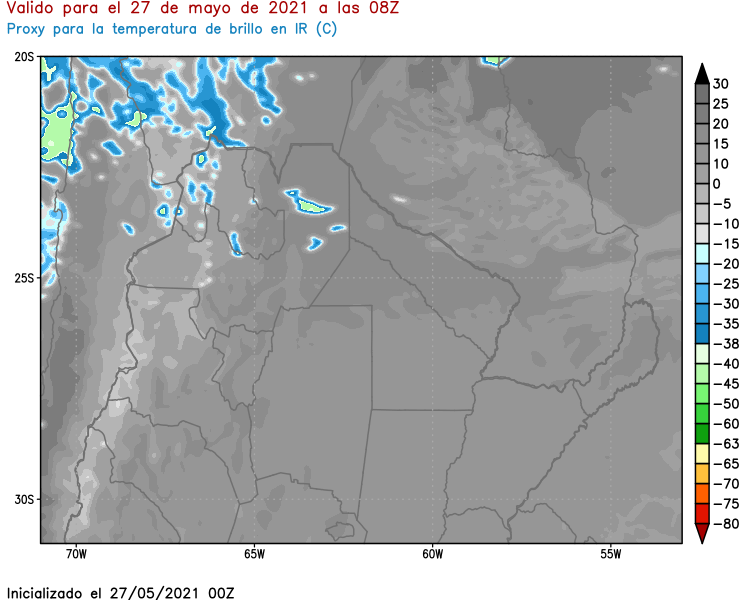 Valido para el 27 de mayo de 2021 a las 08Z
Proxy para la temperatura de brillo en IR (C)
20S
25S
30S
70W
65W
60W
55W
30
25
20
15
10
0
-5
-10
-15
-20
-25
-30
-35
-38
-40
-45
-50
-60
-63
-65
-70
-75
-80
Inicializado el 27/05/2021 00Z